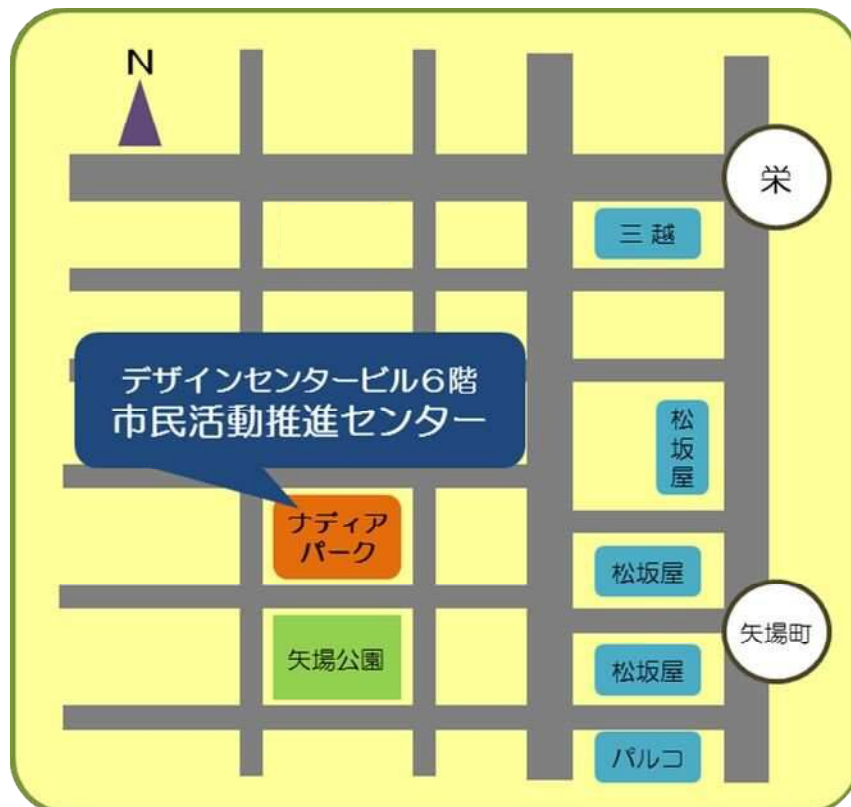 N
栄
三越
デザインセンタービル6階
市民活動推進センター
松坂屋
ナディア
パーク
松坂屋
矢場町
矢場公園
松坂屋
パルコ